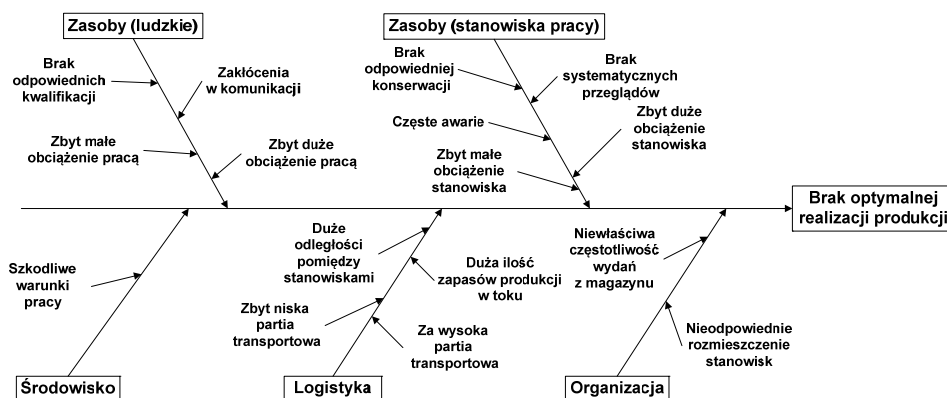 Zasoby (ludzkie)
Zasoby (stanowiska pracy)
Brak
odpowiednich
kwalifikacji
Zakłócenia
w komunikacji
Zbyt małe
obciążenie pracą
Zbyt duże
obciążenie pracą
Brak
odpowiedniej
konserwacji
Brak
systematycznych
przeglądów
Częste awarie
Zbyt duże
obciążenie
stanowiska
Zbyt małe
obciążenie
stanowiska
Brak optymalnej
realizacji produkcji
Szkodliwe
warunki
pracy
Duże
odległości
pomiędzy
stanowiskami
Duża ilość
zapasów produkcji
w toku
Zbyt niska
partia
transportowa
Za wysoka
partia
transportowa
Niewłaściwa
częstotliwość
wydań
z magazynu
Nieodpowiednie
rozmieszczenie
stanowisk
Środowisko
Logistyka
Organizacja